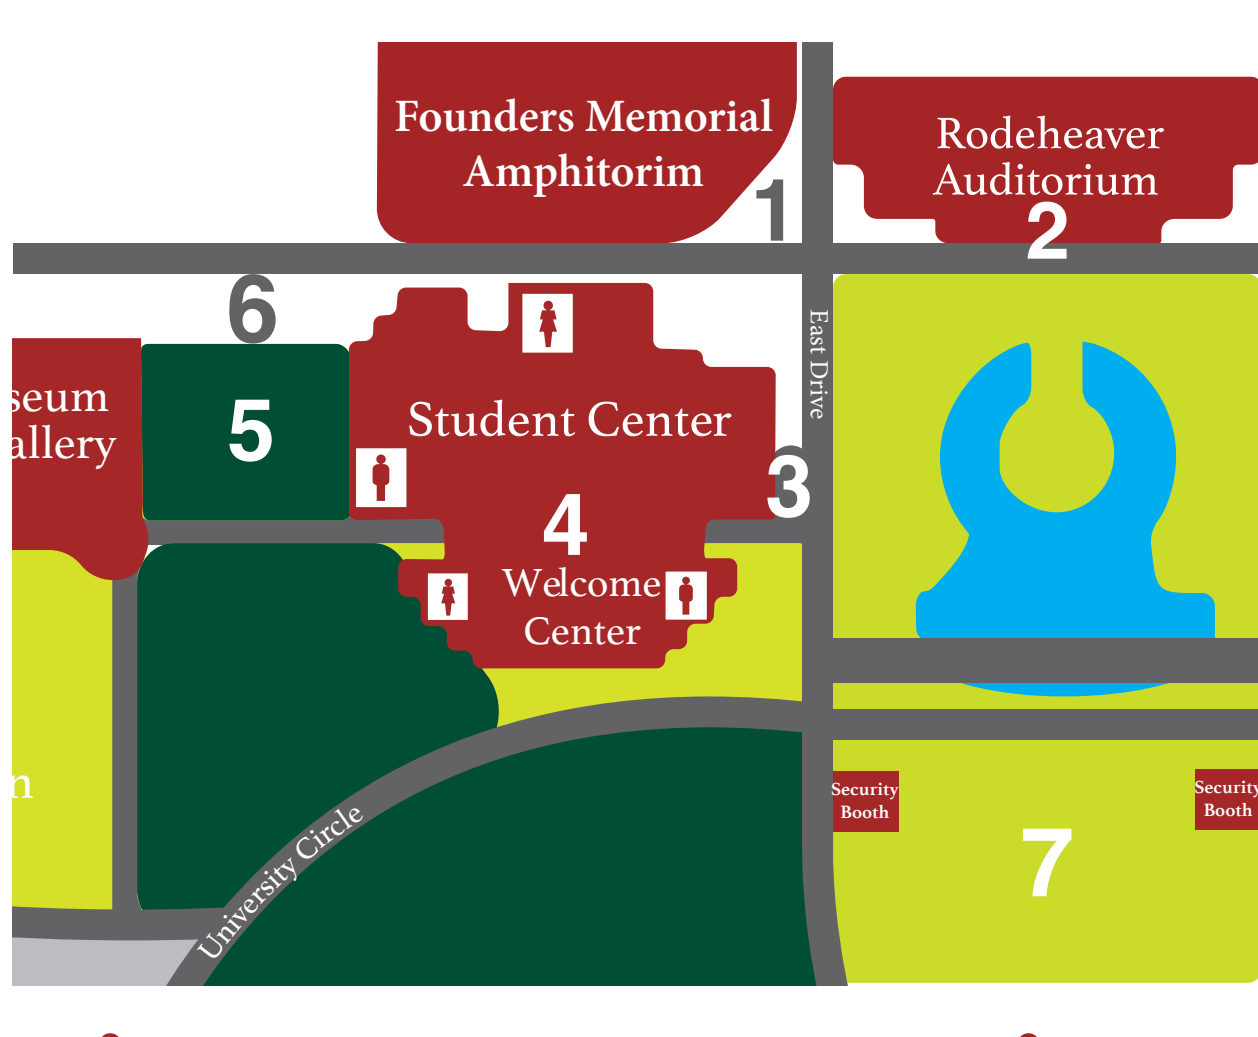 Founders Memorial
Amphitorim
Rodeheaver
Auditorium
1
2
6
East Drive
seum
allery
5
Student Center
3
4
Welcome
Center
n
Security
Booth
Security
Booth
7
University Circle